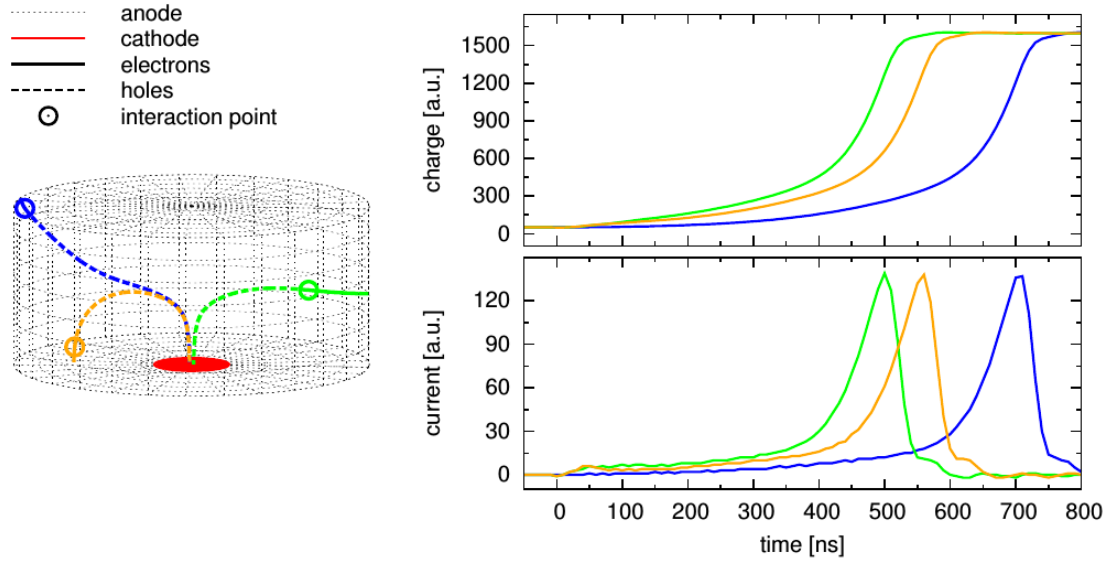 anode
cathode
electrons
holes
interaction point
charge [a.u.]
1500
1200
900
600
300
0
current [a.u.]
120
90
60
30
0
0 100 200 300 400 500 600 700 800
time [ns]